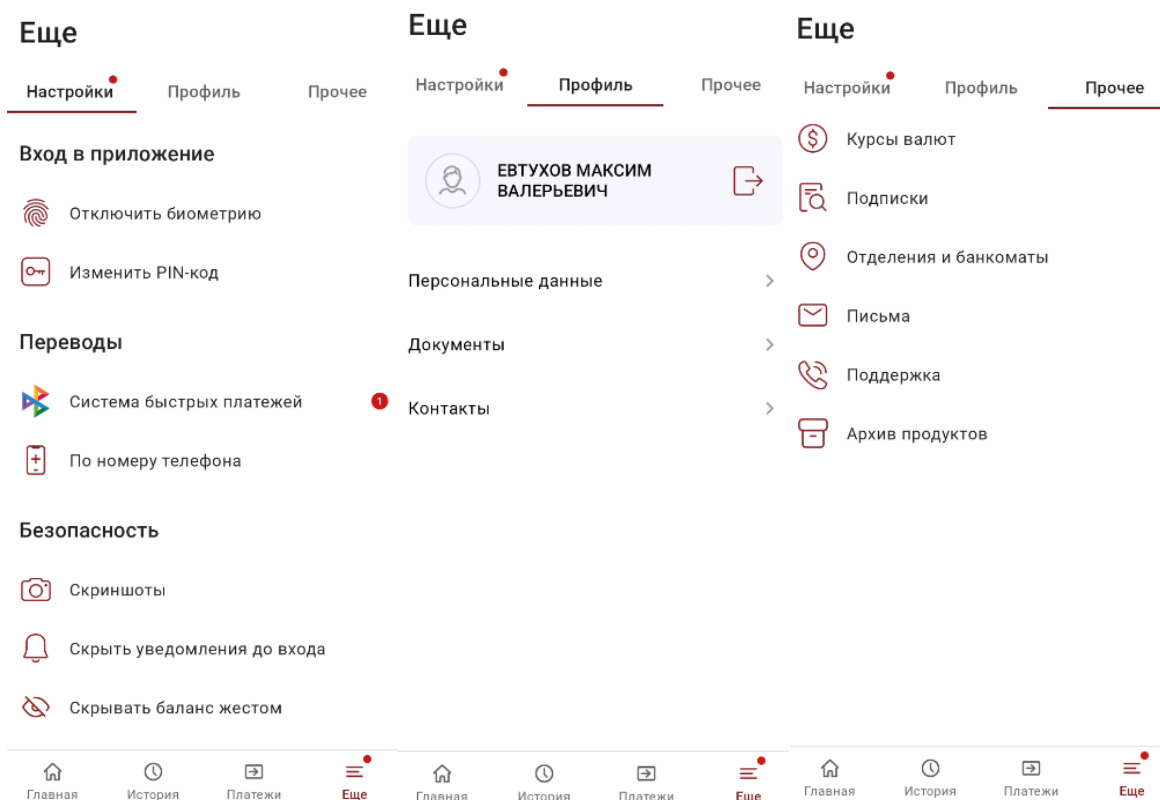 Еще
Настройки
Профиль
Прочее
Вход в приложение
Отключить биометрию
Изменить PIN-код
Переводы
Система быстрых платежей
1
По номеру телефона
Безопасность
Скриншоты
Скрыть уведомления до входа
Скрывать баланс жестом
Главная
История
Платежи
Еще
Еще
Настройки
Профиль
Прочее
ЕВТУХОВ МАКСИМ
ВАЛЕРЬЕВИЧ
Персональные данные
Документы
Контакты
Главная
История
Платежи
Еще
Еще
Настройки
Профиль
Прочее
Курсы валют
Подписки
Отделения и банкоматы
Письма
Поддержка
Архив продуктов
Главная
История
Платежи
Еще